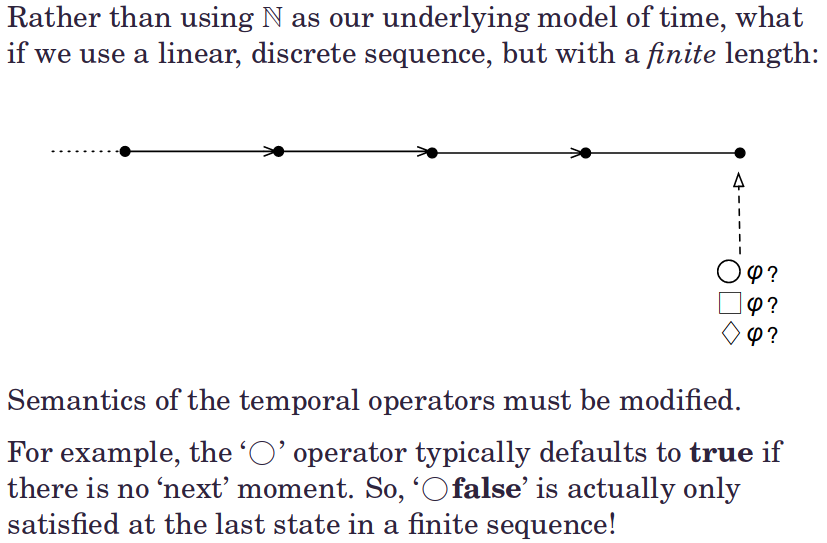 Rather than using ℕ as our underlying model of time, what
if we use a linear, discrete sequence, but with a finite length:
○φ?
□φ?
◇φ?
Semantics of the temporal operators must be modified.
For example, the ‘○’ operator typically defaults to true if
there is no ‘next’ moment. So, ‘○false’ is actually only
satisfied at the last state in a finite sequence!